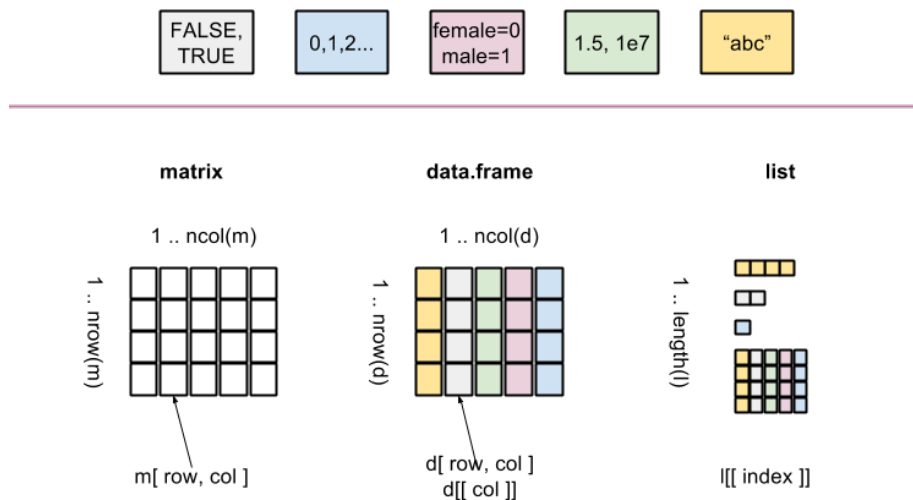 FALSE,
TRUE
0,1,2...
female=0
male=1
1.5, 1e7
“abc”
matrix
data.frame
list
1 .. ncol(m)
1 .. ncol(d)
1 .. nrow(m)
1 .. nrow(d)
1 .. length(l)
m[ row, col ]
d[ row, col ]
d[[ col ]]
l[[ index ]]